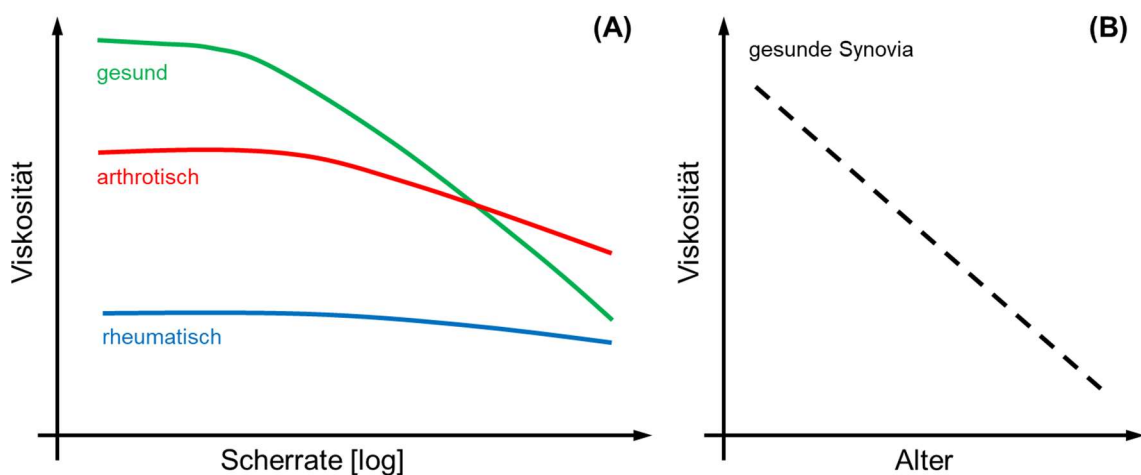 (A)
gesund
arthrotisch
rheumatisch
Viskosität
Scherrate [log]
(B)
gesunde Synovia
Viskosität
Alter